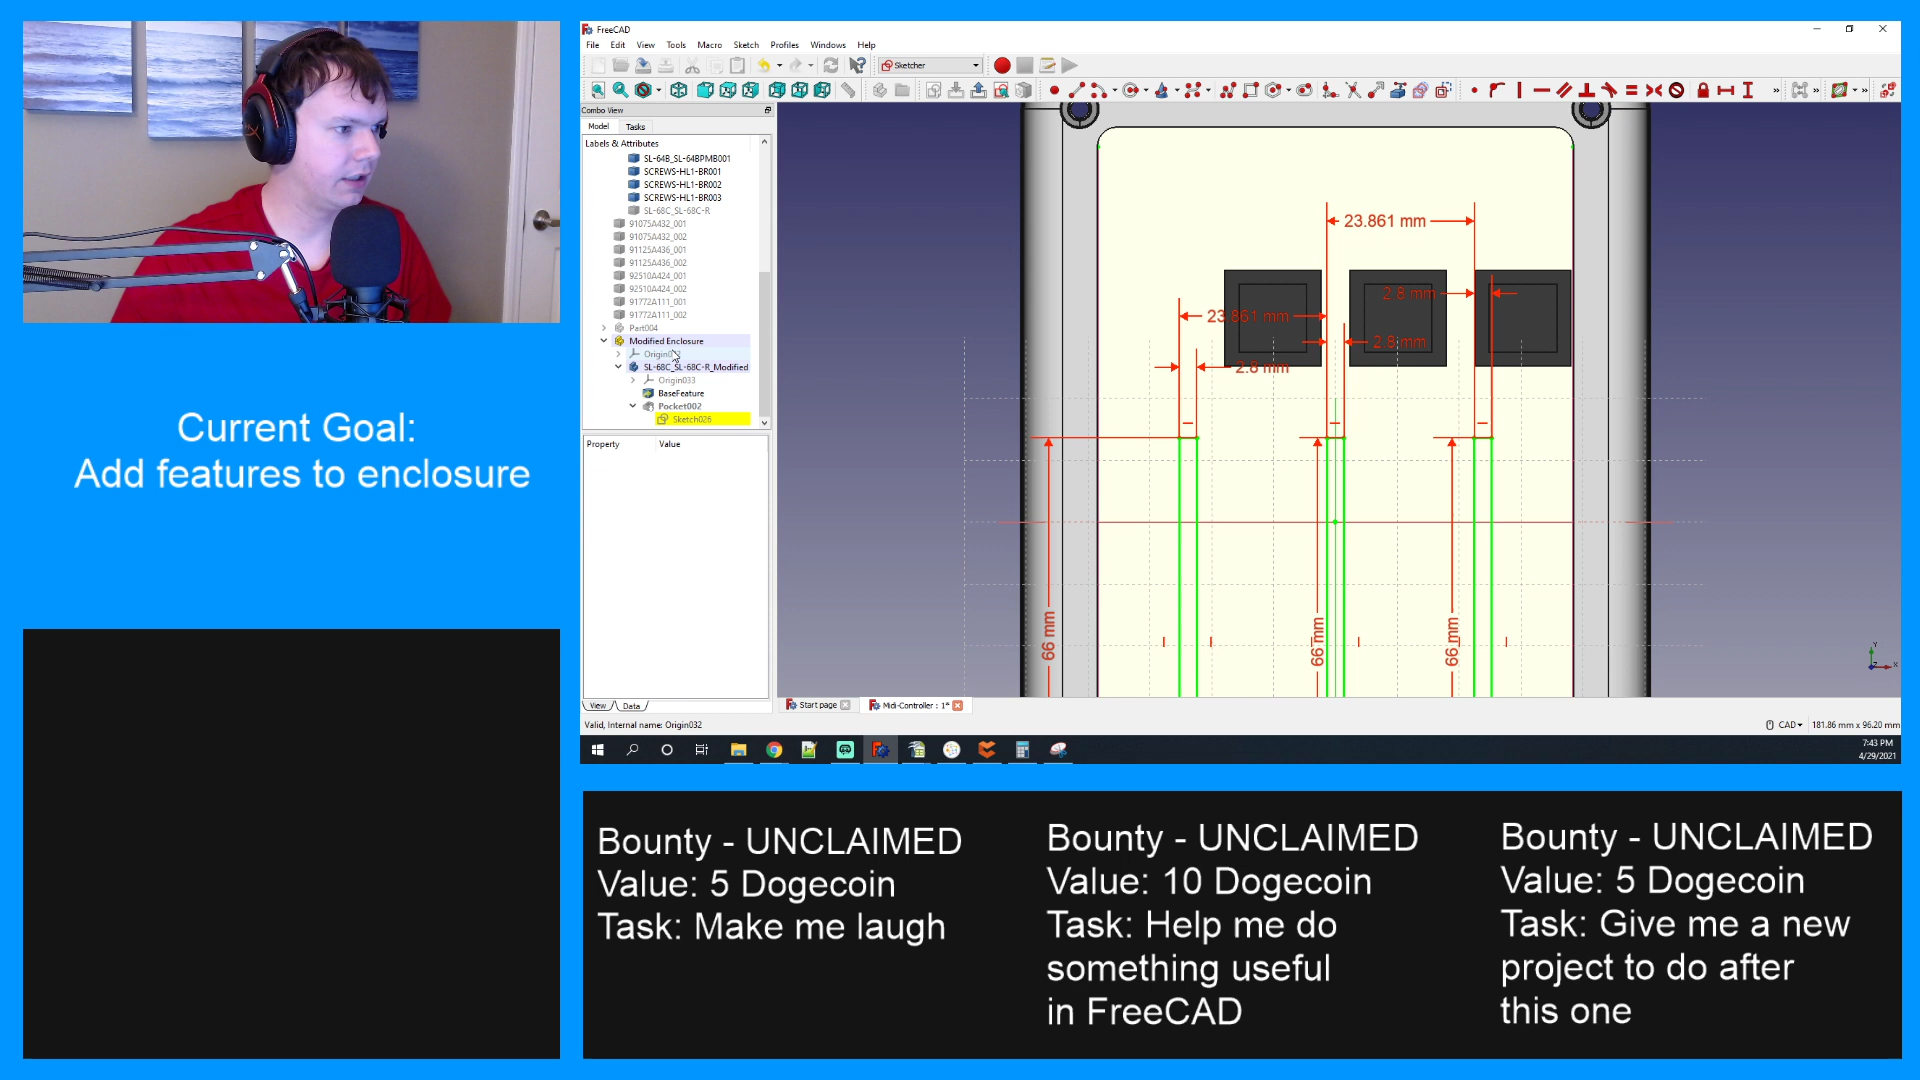 FreeCAD
File Edit View Tools Macro Sketch Profiles Windows Help
Sketcher
Combo View
Model Tasks
Labels & Attributes
SL-64B_SL-64BPMB001
SCREWS-HL1-BR001
SCREWS-HL1-BR002
SCREWS-HL1-BR003
SL-68C_SL-68C-R
91075A432_001
91075A432_002
91125A436_001
91125A436_002
92510A424_001
92510A424_002
91772A111_001
91772A111_002
Part004
Modified Enclosure
SL-68C_SL-68C-R_Modified
Origin033
BaseFeature
Pocket002
Sketch026
Property Value
View Data
Valid, Internal name: Origin032
23.861 mm
2.8 mm
23.861 mm
2.8 mm
2.8 mm
66 mm
66 mm
66 mm
Start page
Midi-Controller : 1*
CAD
181.86 mm x 96.20 mm
7:43 PM
4/29/2021
Current Goal:
Add features to enclosure
Bounty - UNCLAIMED
Value: 5 Dogecoin
Task: Make me laugh
Bounty - UNCLAIMED
Value: 10 Dogecoin
Task: Help me do
something useful
in FreeCAD
Bounty - UNCLAIMED
Value: 5 Dogecoin
Task: Give me a new
project to do after
this one